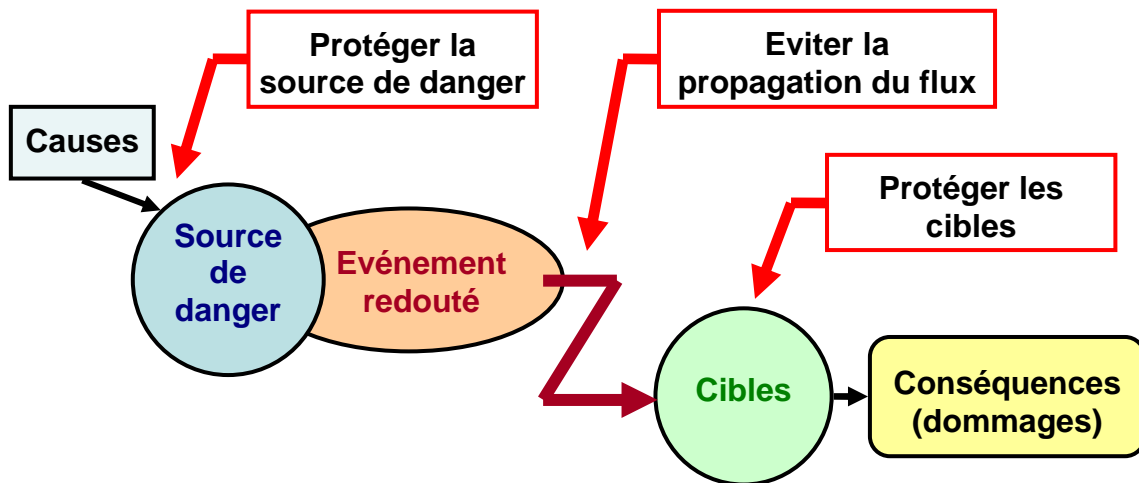 Protéger la
source de danger
Eviter la
propagation du flux
Causes
Protéger les
cibles
Source
de
danger
Evénement
redouté
Cibles
Conséquences
(dommages)